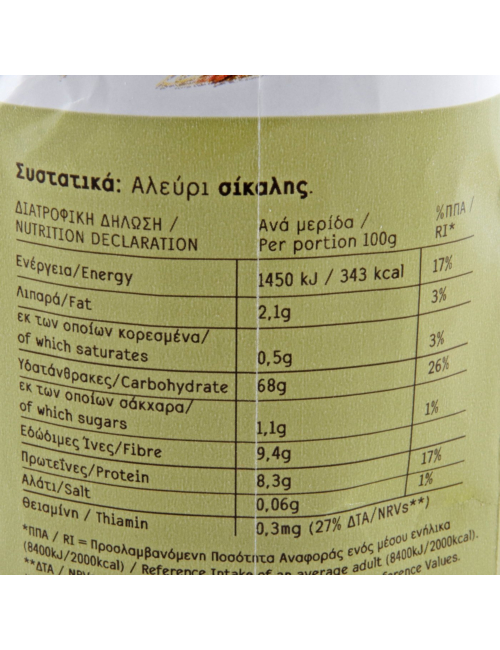 Συστατικά: Αλεύρι σίκαλης.
ΔΙΑΤΡΟΦΙΚΗ ΔΗΛΩΣΗ /
NUTRITION DECLARATION
Ανά μερίδα /
Per portion 100g
%ΠΠΑ /
RI*
Ενέργεια/Energy 1450 kJ / 343 kcal 17%
Λιπαρά/Fat 2,1g 3%
εκ των οποίων κορεσμένα/
of which saturates 0,5g 3%
Υδατάνθρακες/Carbohydrate 68g 26%
εκ των οποίων σάκχαρα/
of which sugars 1,1g 1%
Εδώδιμες Ίνες/Fibre 9,4g
Πρωτεΐνες/Protein 8,3g 17%
Αλάτι/Salt 0,06g 1%
Θειαμίνη / Thiamin 0,3mg (27% ΔΤΑ/NRVs**)
*ΠΠΑ / RI = Προσλαμβανόμενη Ποσότητα Αναφοράς ενός μέσου ενήλικα
(8400kJ/2000kcal) / Reference Intake of an average adult (8400kJ/2000kcal).
**ΔΤΑ / Reference Values.